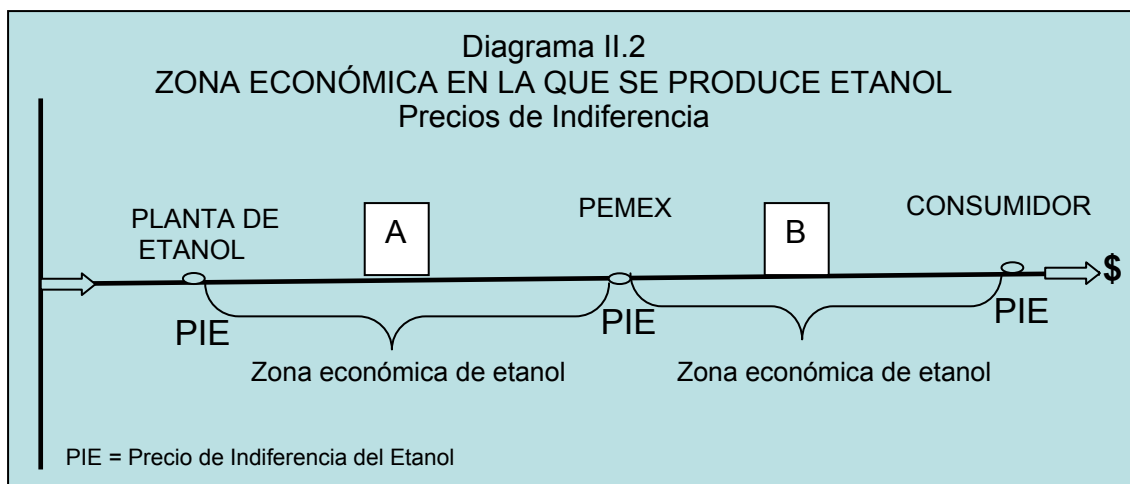 Diagrama II.2
ZONA ECONÓMICA EN LA QUE SE PRODUCE ETANOL
Precios de Indiferencia
PLANTA DE
ETANOL
A
PEMEX
B
CONSUMIDOR
$
PIE
PIE
PIE
Zona económica de etanol
Zona económica de etanol
PIE = Precio de Indiferencia del Etanol